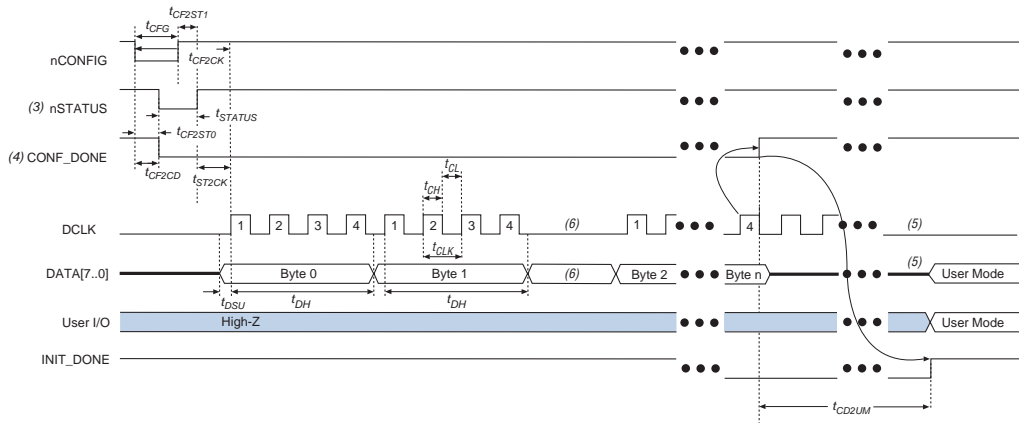 tCF2ST1
tCFG
nCONFIG
tCF2CK
(3) nSTATUS
tSTATUS
tCF2ST0
(4) CONF_DONE
tCF2CD
tST2CK
tCL
tCH
DCLK
1 2 3 4 1 2 3 4 (6) 1 4 (5)
tCLK
DATA[7..0]
Byte 0 Byte 1 (6) Byte 2 Byte n (5) User Mode
tDSU tDH tDH
User I/O High-Z User Mode
INIT_DONE
tCD2UM